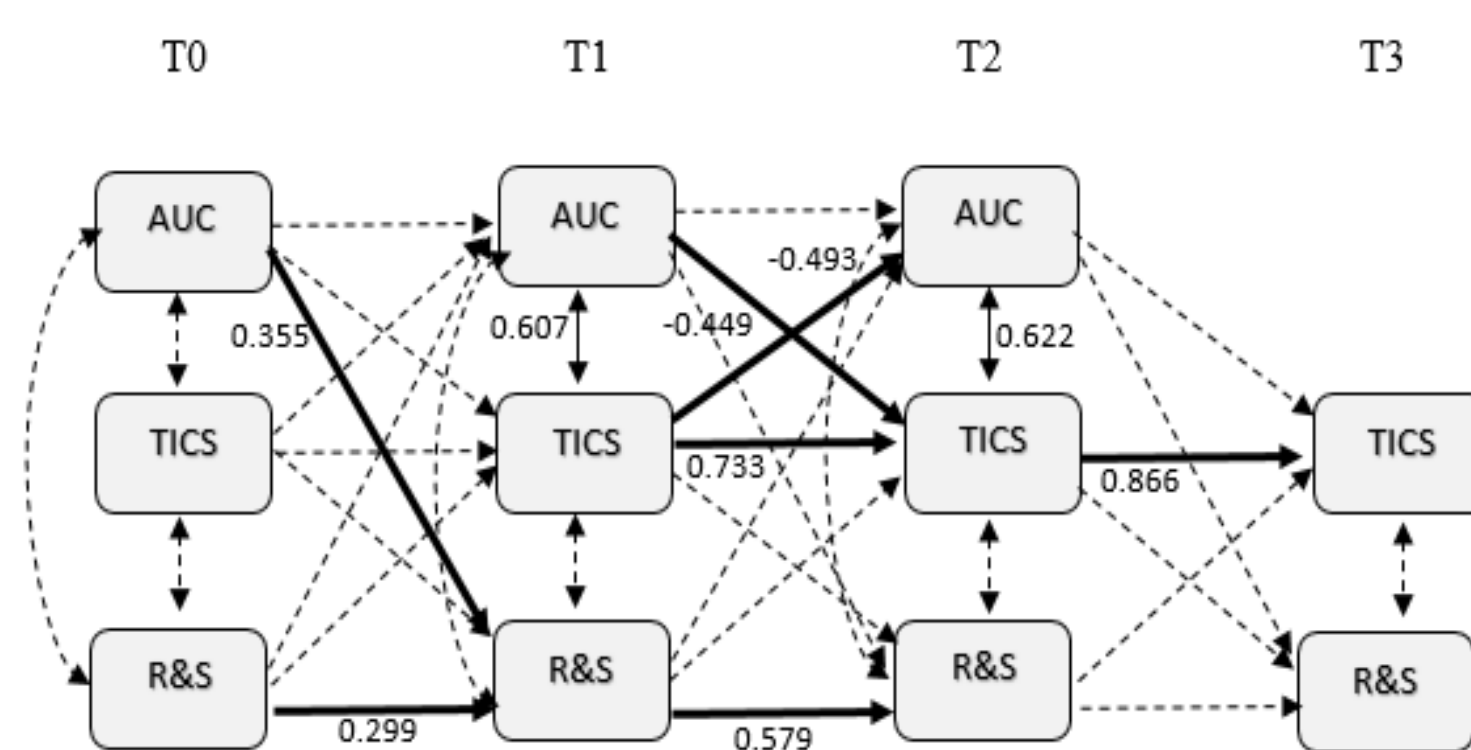 T0 T1 T2 T3
AUC AUC AUC
-0.493
0.355 0.607 -0.449 0.622
TICS TICS TICS TICS
0.733 0.866
R&S R&S R&S R&S
0.299 0.579